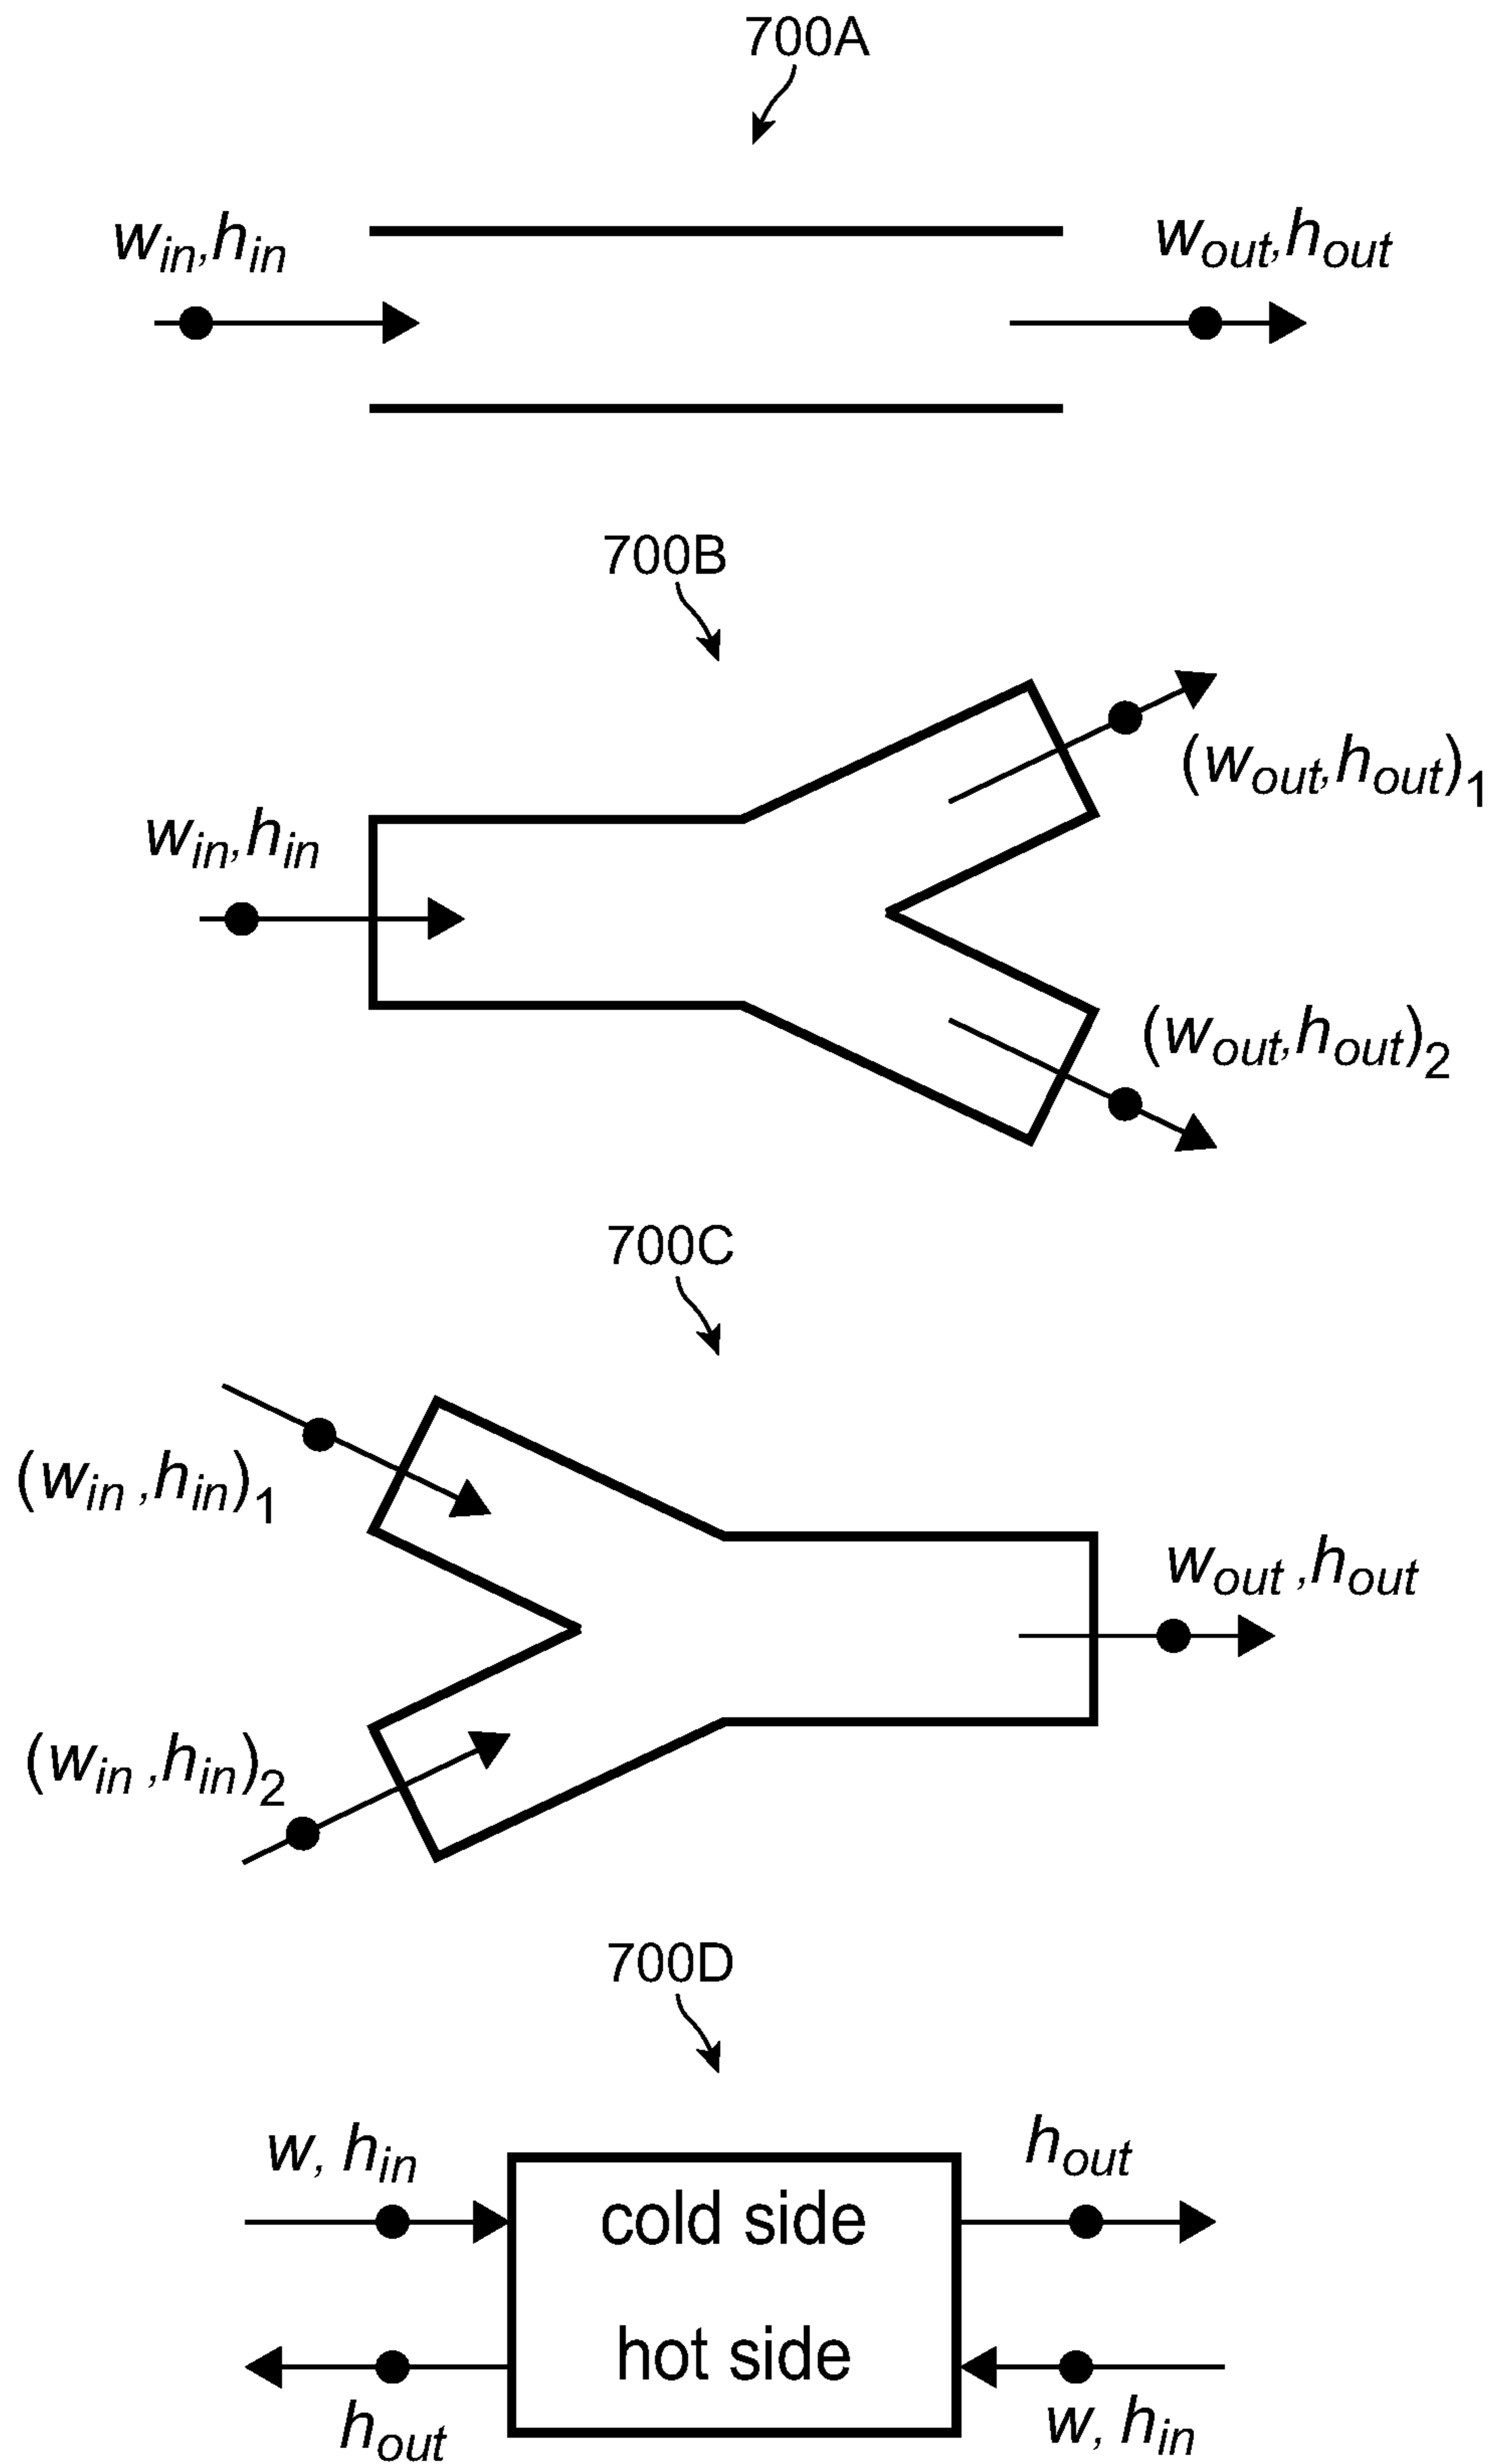 700A
w_in,h_in
w_out,h_out
700B
(w_out,h_out)_1
w_in,h_in
(w_out,h_out)_2
700C
(w_in ,h_in)_1
w_out ,h_out
(w_in ,h_in)_2
700D
w, h_in
h_out
cold side
hot side
h_out
w, h_in